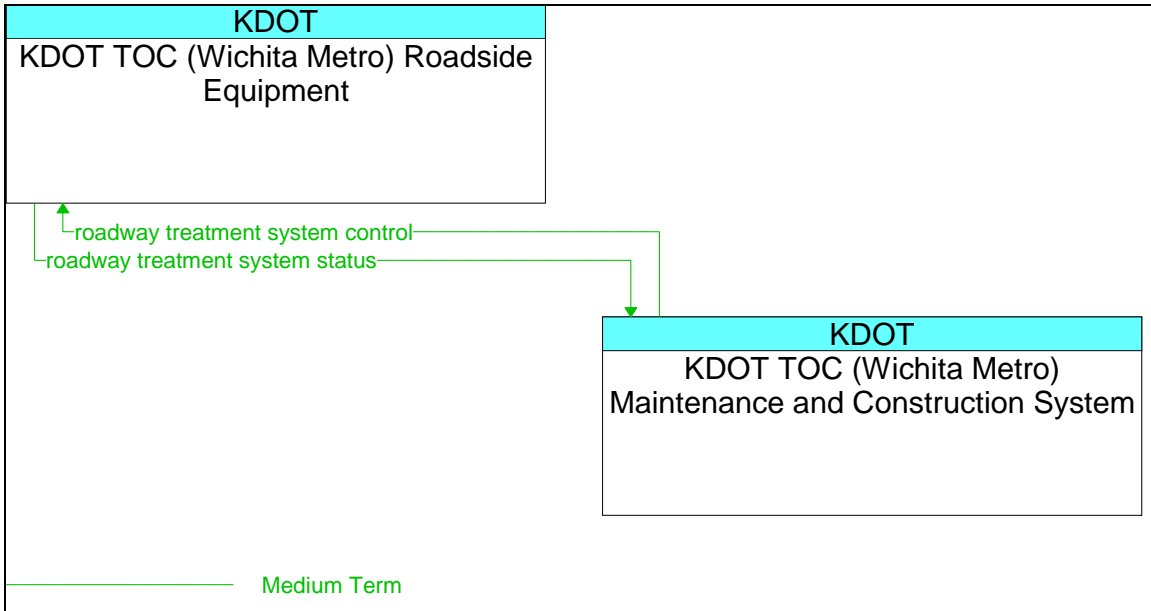 KDOT
KDOT TOC (Wichita Metro) Roadside
Equipment
roadway treatment system control
roadway treatment system status
KDOT
KDOT TOC (Wichita Metro)
Maintenance and Construction System
Medium Term